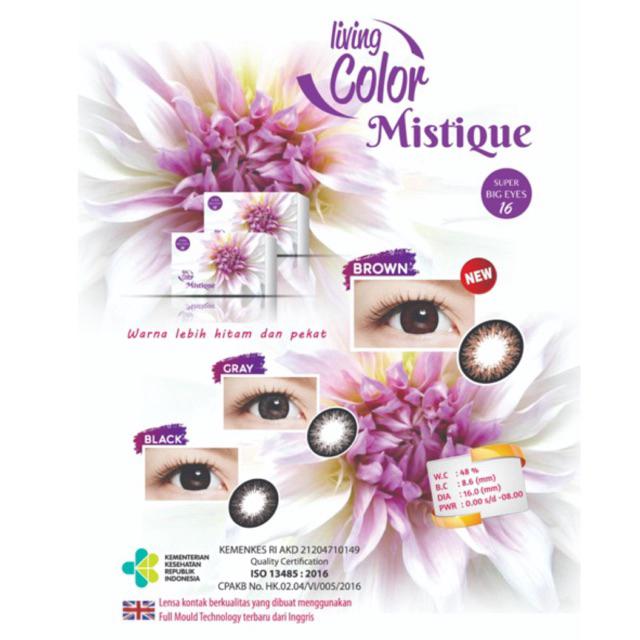 living
Color
Mistique
SUPER
BIG EYES
16
Color
Mistique
Warna lebih hitam dan pekat
BROWN
NEW
GRAY
BLACK
W.C : 48 %
B.C : 8.6 (mm)
DIA : 16.0 (mm)
PWR : 0.00 s/d -08.00
KEMENTERIAN
KESEHATAN
REPUBLIK
INDONESIA
KEMENKES RI AKD 21204710149
Quality Certification
ISO 13485 : 2016
CPAKB No. HK.02.04/VI/005/2016
Lensa kontak berkualitas yang dibuat menggunakan
Full Mould Technology terbaru dari Inggris